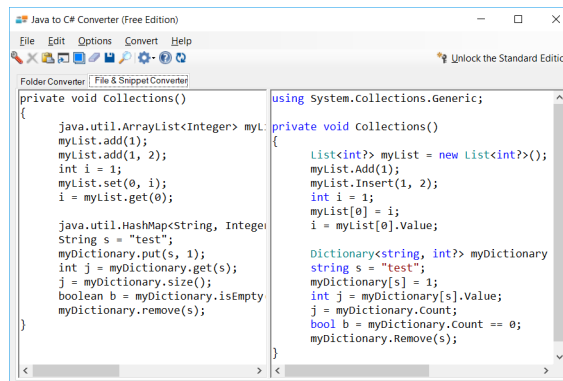 Java to C# Converter (Free Edition)
File Edit Options Convert Help
Unlock the Standard Editic
Folder Converter File & Snippet Converter
private void Collections()
{
java.util.ArrayList<Integer> myLi
myList.add(1);
myList.add(1, 2);
int i = 1;
myList.set(0, i);
i = myList.get(0);
java.util.HashMap<String, Integer
String s = "test";
myDictionary.put(s, 1);
int j = myDictionary.get(s);
j = myDictionary.size();
boolean b = myDictionary.isEmpty
myDictionary.remove(s);
}
using System.Collections.Generic;
private void Collections()
{
List<int?> myList = new List<int?>();
myList.Add(1);
myList.Insert(1, 2);
int i = 1;
myList[0] = i;
i = myList[0].Value;
Dictionary<string, int?> myDictionary
string s = "test";
myDictionary[s] = 1;
int j = myDictionary[s].Value;
j = myDictionary.Count;
bool b = myDictionary.Count == 0;
myDictionary.Remove(s);
}